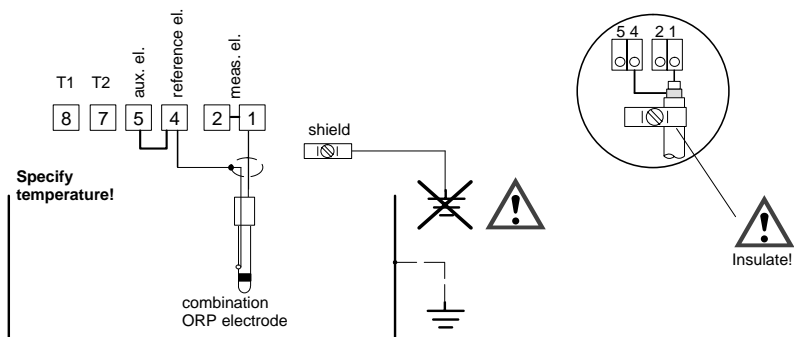 T1 T2 aux. el. reference el. meas. el.
8 7 5 4 2 1
shield
Specify
temperature!
combination
ORP electrode
5 4 2 1
Insulate!